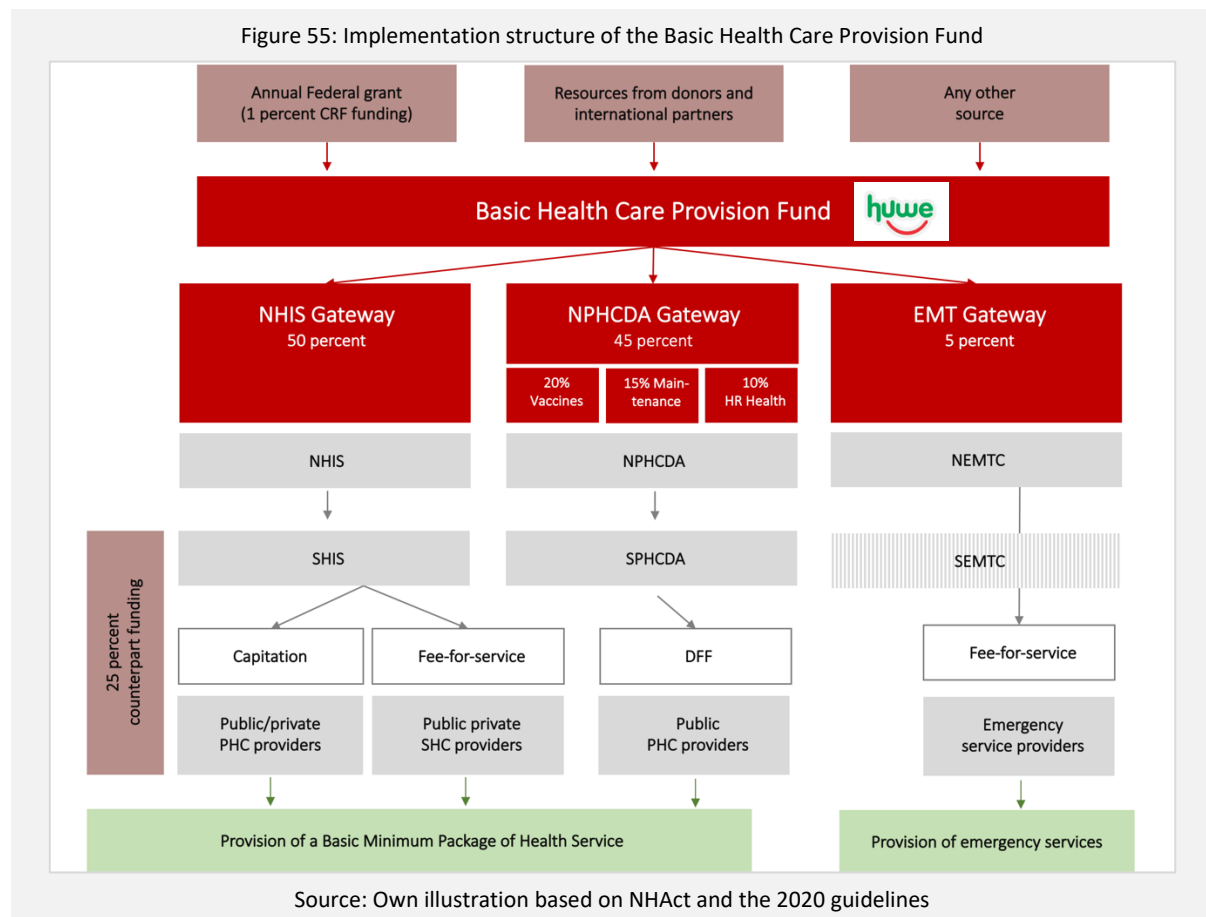 Figure 55: Implementation structure of the Basic Health Care Provision Fund
Annual Federal grant
(1 percent CRF funding)
Resources from donors and
international partners
Any other
source
Basic Health Care Provision Fund
huwe
NHIS Gateway
50 percent
NPHCDA Gateway
45 percent
20%
Vaccines
15% Main-
tenance
10%
HR Health
EMT Gateway
5 percent
NHIS
NPHCDA
NEMTC
25 percent
counterpart funding
SHIS
SPHCDA
SEMTC
Capitation
Fee-for-service
DFF
Fee-for-service
Public/private
PHC providers
Public private
SHC providers
Public
PHC providers
Emergency
service providers
Provision of a Basic Minimum Package of Health Service
Provision of emergency services
Source: Own illustration based on NHAct and the 2020 guidelines